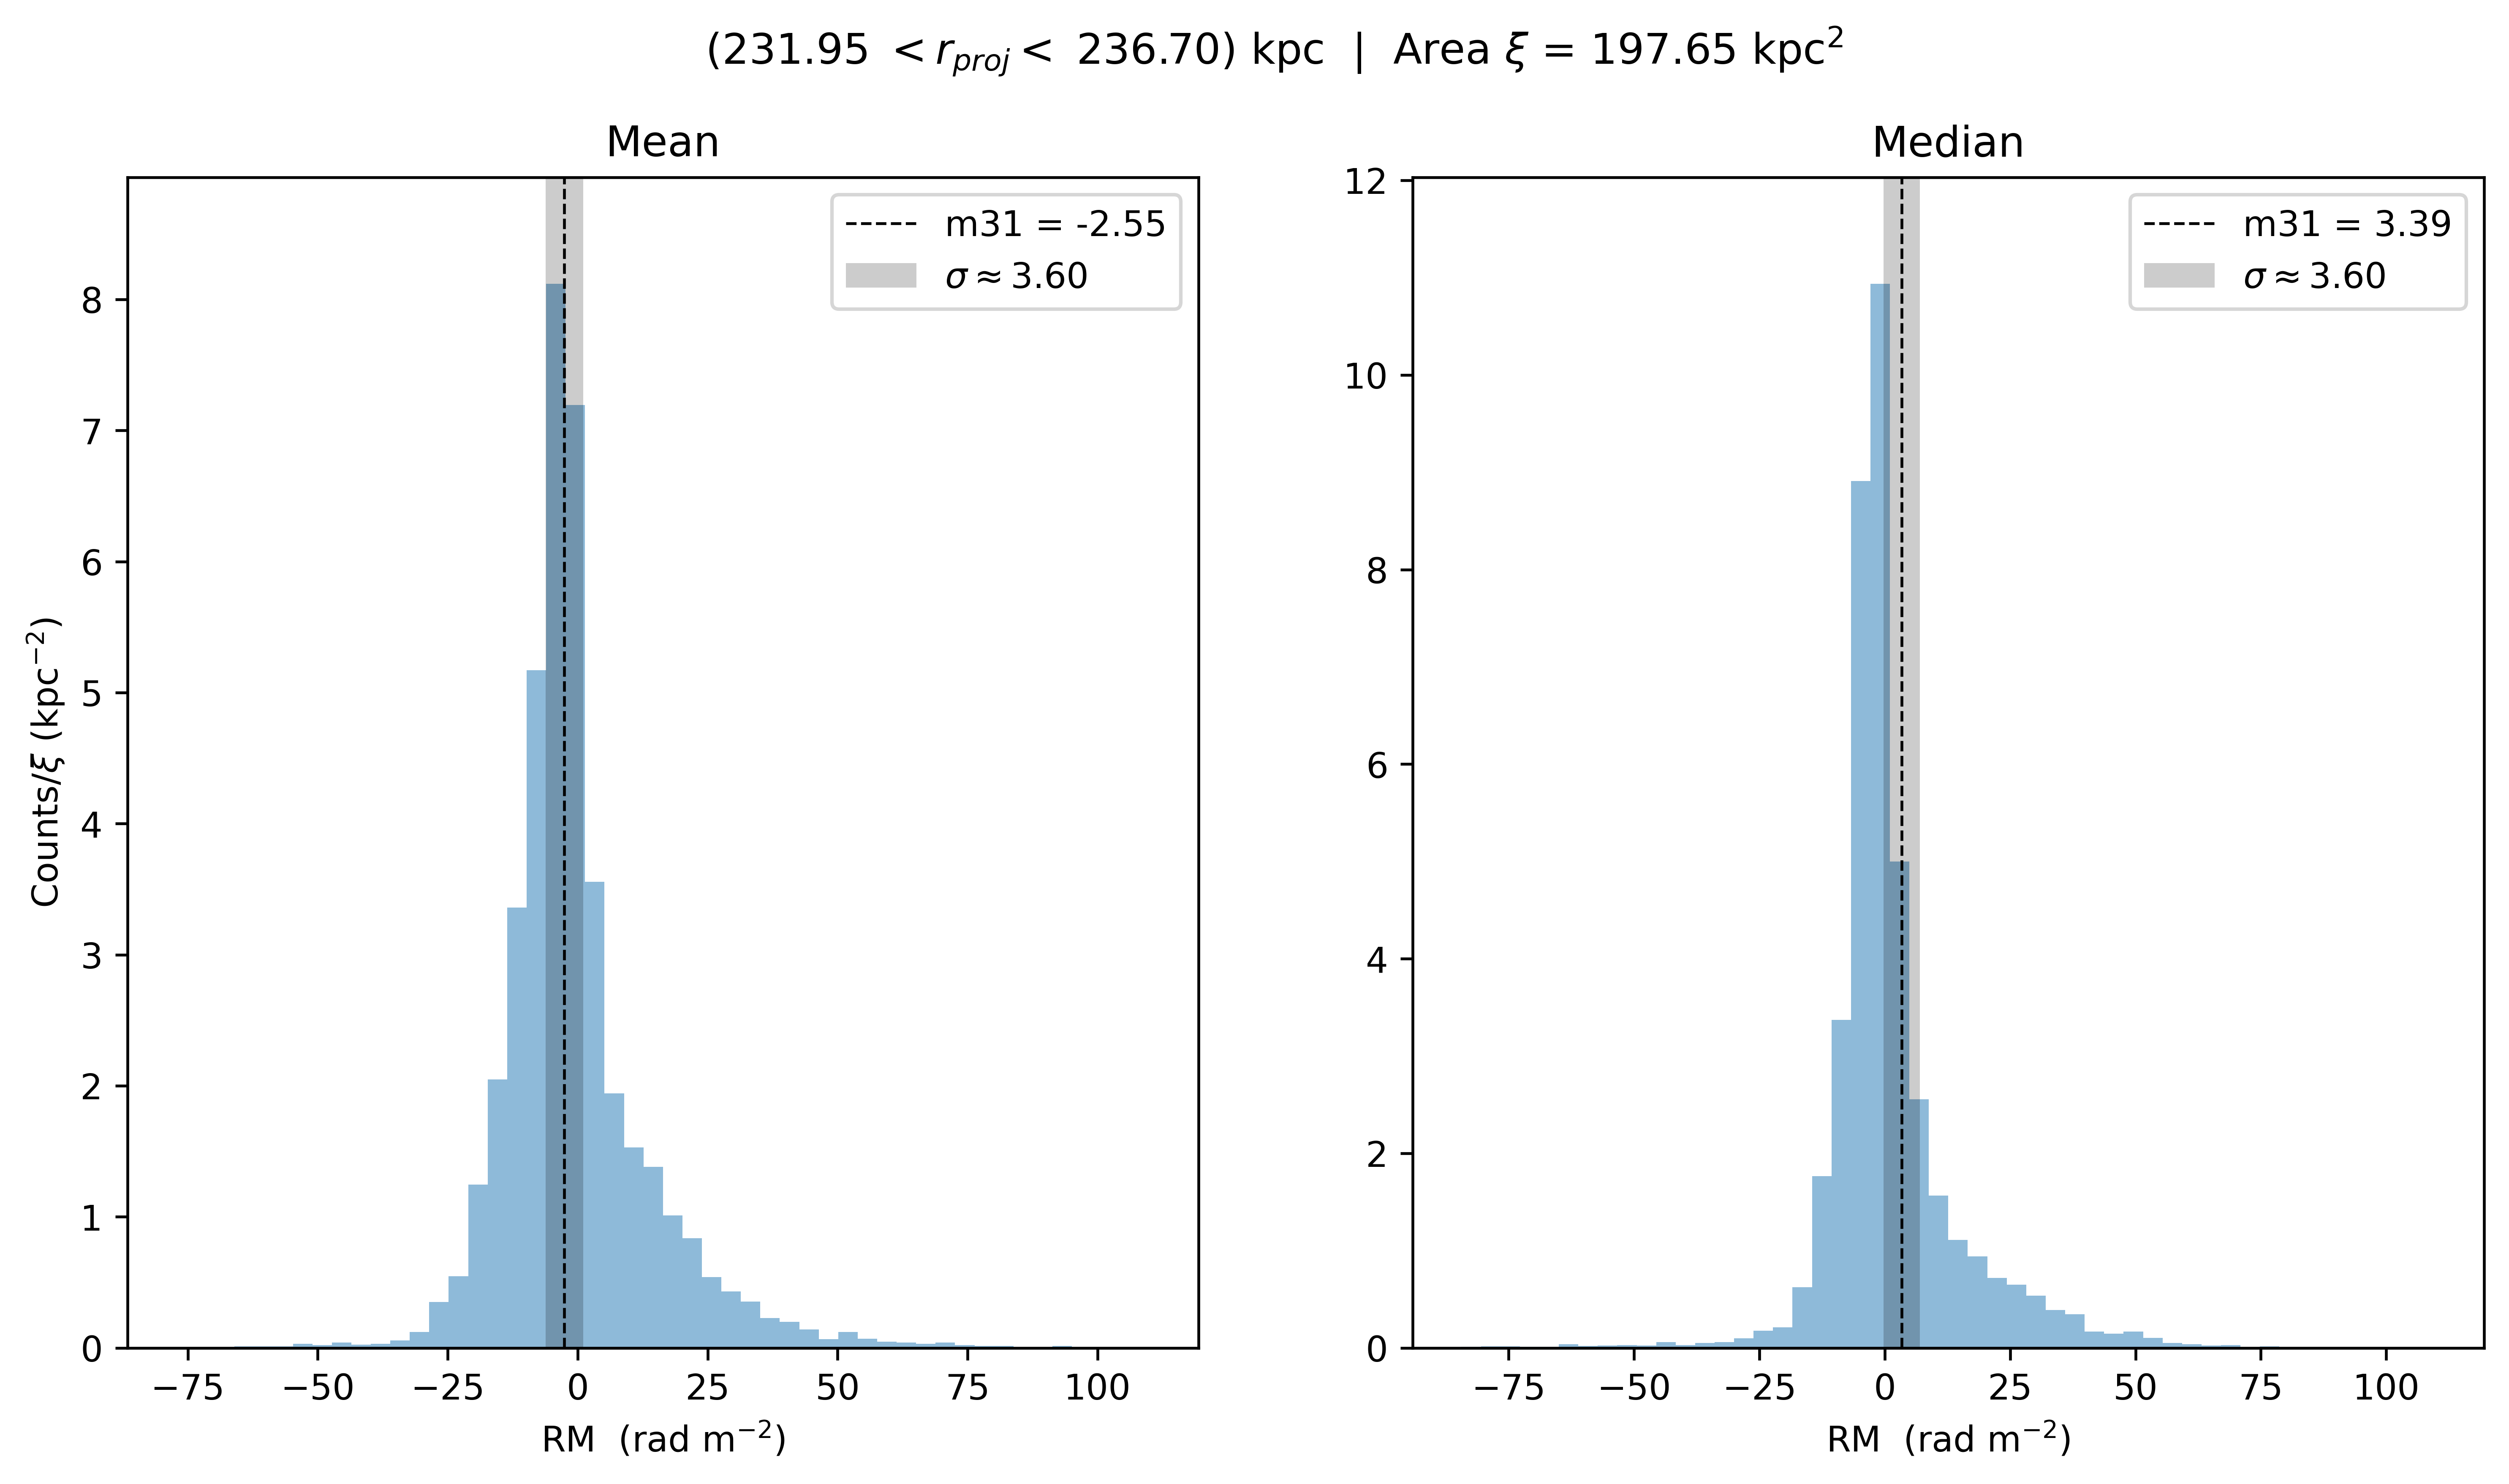 (231.95 < r_proj < 236.70) kpc | Area ξ = 197.65 kpc²
Mean
m31 = -2.55
σ ≈ 3.60
8
7
6
5
4
3
2
1
0
Counts/ξ (kpc⁻²)
−75 −50 −25 0 25 50 75 100
RM (rad m⁻²)
Median
m31 = 3.39
σ ≈ 3.60
12
10
8
6
4
2
0
−75 −50 −25 0 25 50 75 100
RM (rad m⁻²)